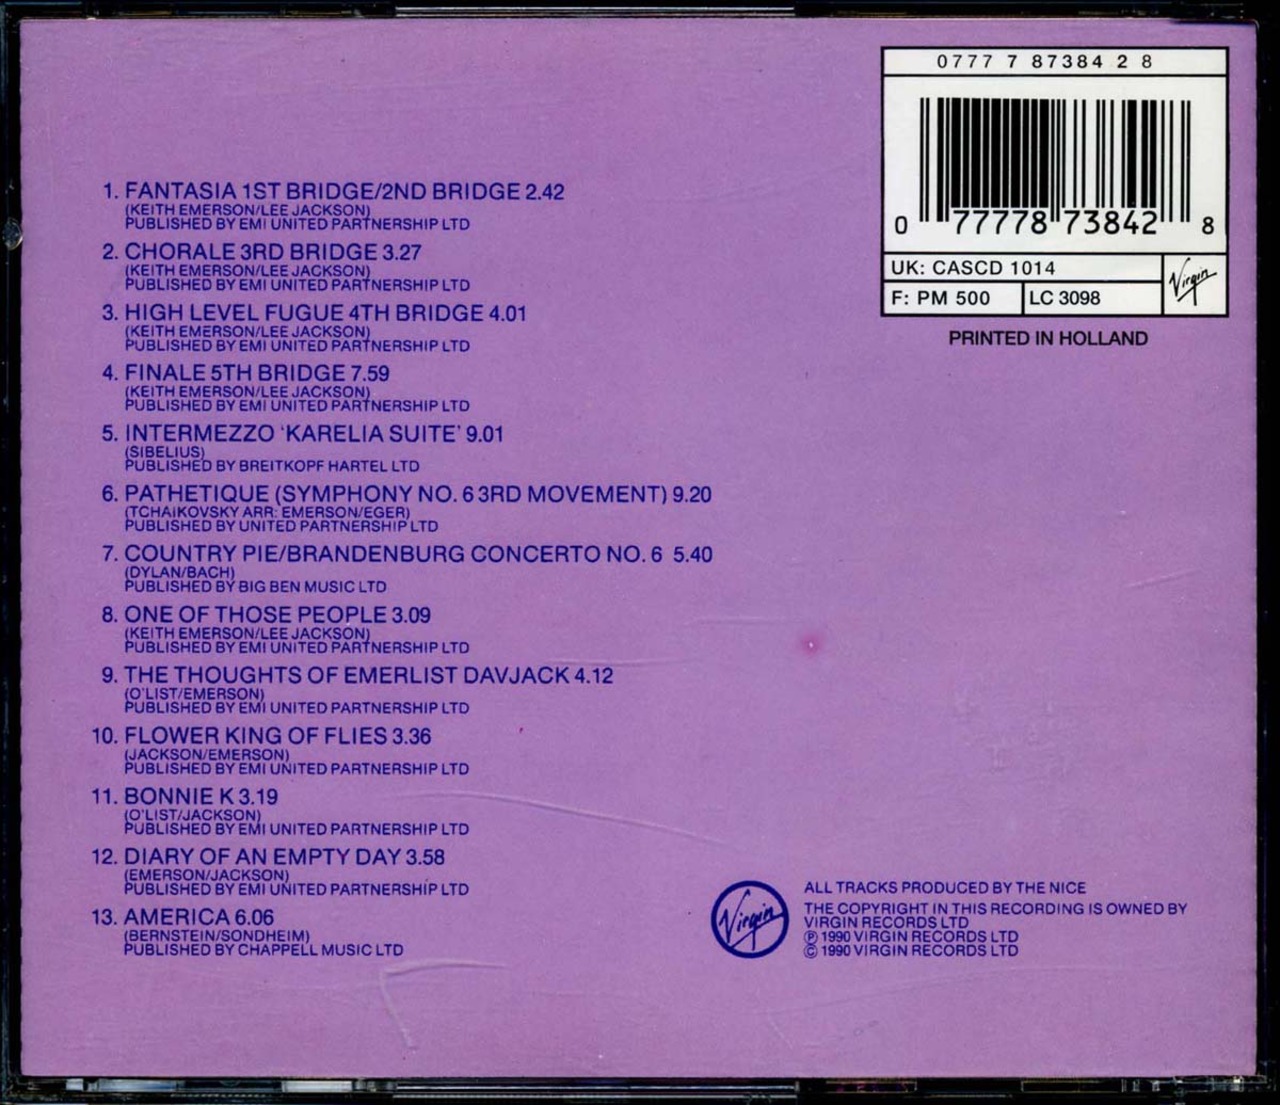 0777 7 87384 2 8
0 77778 73842 8
UK: CASCD 1014
Virgin
F: PM 500
LC 3098
PRINTED IN HOLLAND
1. FANTASIA 1ST BRIDGE/2ND BRIDGE 2.42
(KEITH EMERSON/LEE JACKSON)
PUBLISHED BY EMI UNITED PARTNERSHIP LTD
2. CHORALE 3RD BRIDGE 3.27
(KEITH EMERSON/LEE JACKSON)
PUBLISHED BY EMI UNITED PARTNERSHIP LTD
3. HIGH LEVEL FUGUE 4TH BRIDGE 4.01
(KEITH EMERSON/LEE JACKSON)
PUBLISHED BY EMI UNITED PARTNERSHIP LTD
4. FINALE 5TH BRIDGE 7.59
(KEITH EMERSON/LEE JACKSON)
PUBLISHED BY EMI UNITED PARTNERSHIP LTD
5. INTERMEZZO 'KARELIA SUITE' 9.01
(SIBELIUS)
PUBLISHED BY BREITKOPF HARTEL LTD
6. PATHETIQUE (SYMPHONY NO. 6 3RD MOVEMENT) 9.20
(TCHAIKOVSKY ARR: EMERSON/EGER)
PUBLISHED BY UNITED PARTNERSHIP LTD
7. COUNTRY PIE/BRANDENBURG CONCERTO NO. 6 5.40
(DYLAN/BACH)
PUBLISHED BY BIG BEN MUSIC LTD
8. ONE OF THOSE PEOPLE 3.09
(KEITH EMERSON/LEE JACKSON)
PUBLISHED BY EMI UNITED PARTNERSHIP LTD
9. THE THOUGHTS OF EMERLIST DAVJACK 4.12
(O'LIST/EMERSON)
PUBLISHED BY EMI UNITED PARTNERSHIP LTD
10. FLOWER KING OF FLIES 3.36
(JACKSON/EMERSON)
PUBLISHED BY EMI UNITED PARTNERSHIP LTD
11. BONNIE K 3.19
(O'LIST/JACKSON)
PUBLISHED BY EMI UNITED PARTNERSHIP LTD
12. DIARY OF AN EMPTY DAY 3.58
(EMERSON/JACKSON)
PUBLISHED BY EMI UNITED PARTNERSHIP LTD
13. AMERICA 6.06
(BERNSTEIN/SONDHEIM)
PUBLISHED BY CHAPPELL MUSIC LTD
Virgin
ALL TRACKS PRODUCED BY THE NICE
THE COPYRIGHT IN THIS RECORDING IS OWNED BY
VIRGIN RECORDS LTD
℗ 1990 VIRGIN RECORDS LTD
© 1990 VIRGIN RECORDS LTD